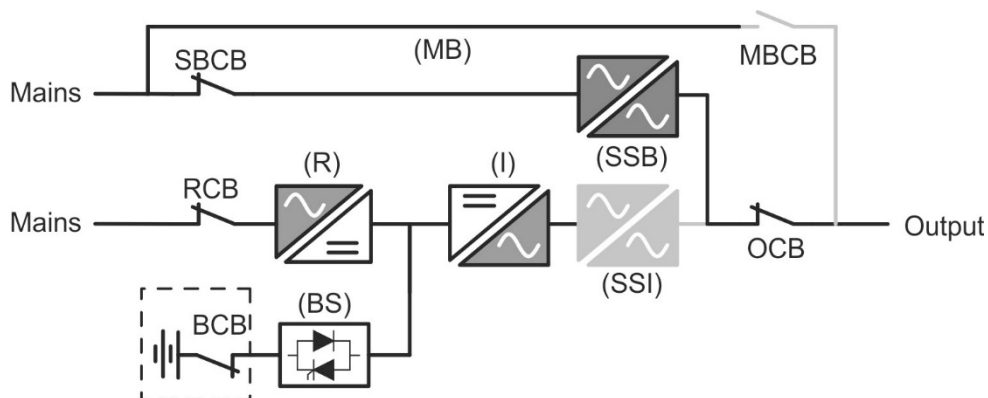 (MB)
MBCB
SBCB
Mains
(SSB)
(R)
(I)
RCB
Mains
Output
OCB
(SSI)
(BS)
BCB